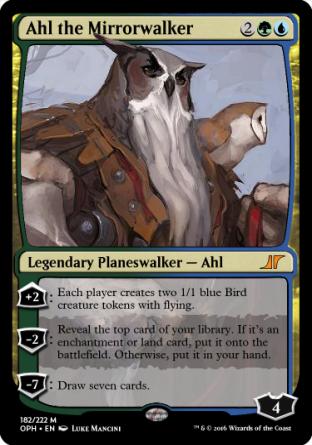 Ahl the Mirrorwalker 2
Legendary Planeswalker — Ahl
+2: Each player creates two 1/1 blue Bird
creature tokens with flying.
-2: Reveal the top card of your library. If it's an
enchantment or land card, put it onto the
battlefield. Otherwise, put it in your hand.
-7: Draw seven cards.
4
182/222 M
OPH • EN LUKE MANCINI
™ & © 2016 Wizards of the Coast